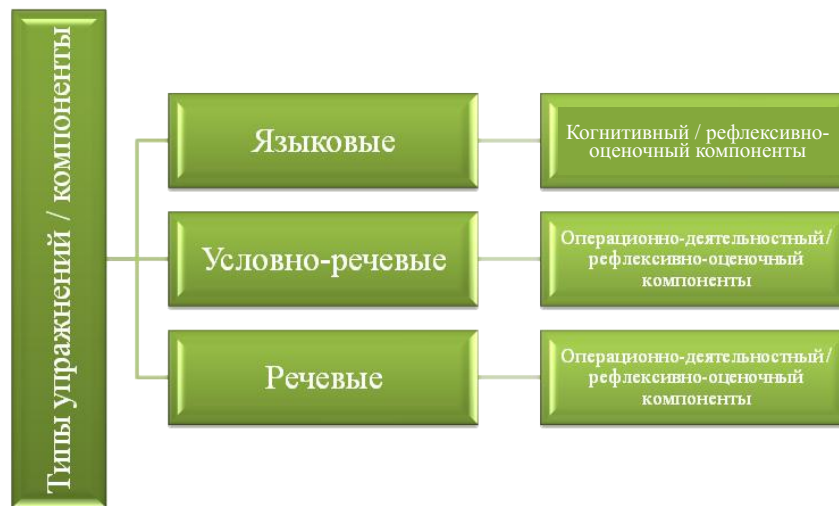 Типы упражнений / компоненты
Языковые
Когнитивный / рефлексивно-
оценочный компоненты
Условно-речевые
Операционно-деятельностный/
рефлексивно-оценочный
компоненты
Речевые
Операционно-деятельностный/
рефлексивно-оценочный
компоненты